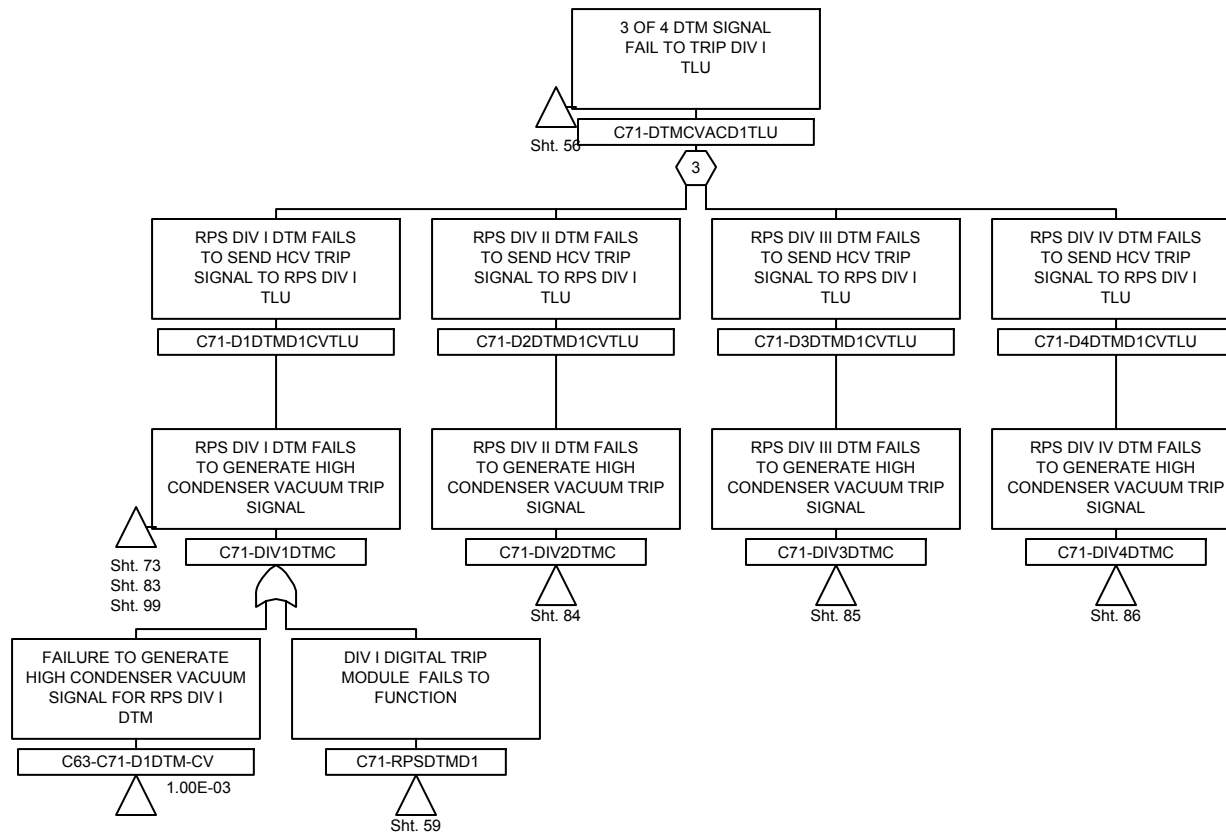 3 OF 4 DTM SIGNAL
FAIL TO TRIP DIV I
TLU
Sht. 56
C71-DTMCVACD1TLU
3
RPS DIV I DTM FAILS
TO SEND HCV TRIP
SIGNAL TO RPS DIV I
TLU
C71-D1DTMD1CVTLU
RPS DIV II DTM FAILS
TO SEND HCV TRIP
SIGNAL TO RPS DIV I
TLU
C71-D2DTMD1CVTLU
RPS DIV III DTM FAILS
TO SEND HCV TRIP
SIGNAL TO RPS DIV I
TLU
C71-D3DTMD1CVTLU
RPS DIV IV DTM FAILS
TO SEND HCV TRIP
SIGNAL TO RPS DIV I
TLU
C71-D4DTMD1CVTLU
RPS DIV I DTM FAILS
TO GENERATE HIGH
CONDENSER VACUUM TRIP
SIGNAL
Sht. 73
Sht. 83
Sht. 99
C71-DIV1DTMC
RPS DIV II DTM FAILS
TO GENERATE HIGH
CONDENSER VACUUM TRIP
SIGNAL
C71-DIV2DTMC
Sht. 84
RPS DIV III DTM FAILS
TO GENERATE HIGH
CONDENSER VACUUM TRIP
SIGNAL
C71-DIV3DTMC
Sht. 85
RPS DIV IV DTM FAILS
TO GENERATE HIGH
CONDENSER VACUUM TRIP
SIGNAL
C71-DIV4DTMC
Sht. 86
FAILURE TO GENERATE
HIGH CONDENSER VACUUM
SIGNAL FOR RPS DIV I
DTM
C63-C71-D1DTM-CV
1.00E-03
DIV I DIGITAL TRIP
MODULE FAILS TO
FUNCTION
C71-RPSDTMD1
Sht. 59